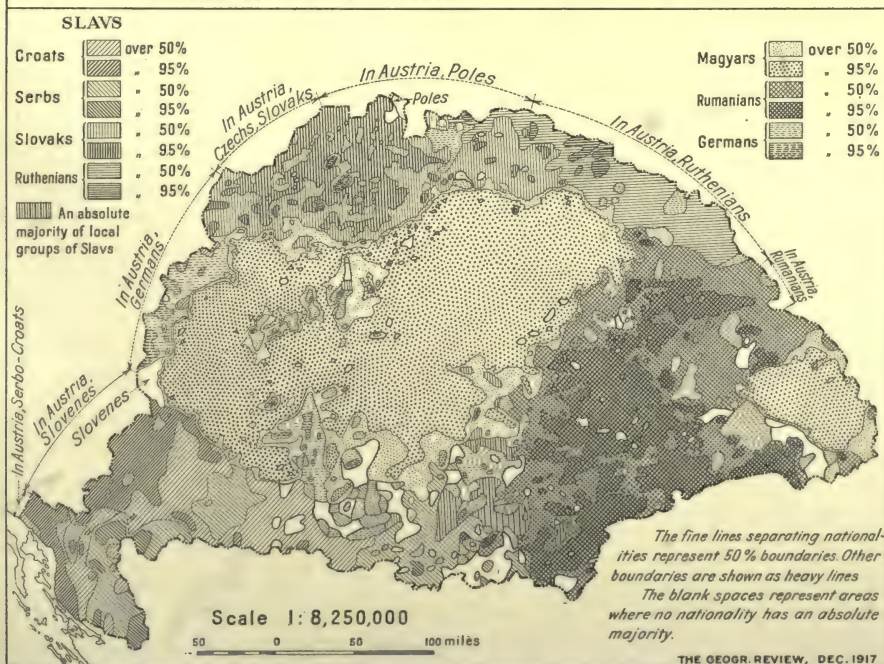 SLAVS
Croats over 50%
„ 95%
Serbs „ 50%
„ 95%
Slovaks „ 50%
„ 95%
Ruthenians „ 50%
„ 95%
An absolute
majority of local
groups of Slavs
Magyars over 50%
„ 95%
Rumanians „ 50%
„ 95%
Germans „ 50%
„ 95%
In Austria, Serbo-Croats
In Austria.
Slovenes
Slovenes
In Austria,
Germans
In Austria,
Czechs, Slovaks
In Austria, Poles
Poles
In Austria, Ruthenians
In Austria,
Rumanians
The fine lines separating national-
ities represent 50% boundaries. Other
boundaries are shown as heavy lines
The blank spaces represent areas
where no nationality has an absolute
majority.
Scale 1: 8,250,000
50 0 50 100 miles
THE GEOGR. REVIEW, DEC. 1917